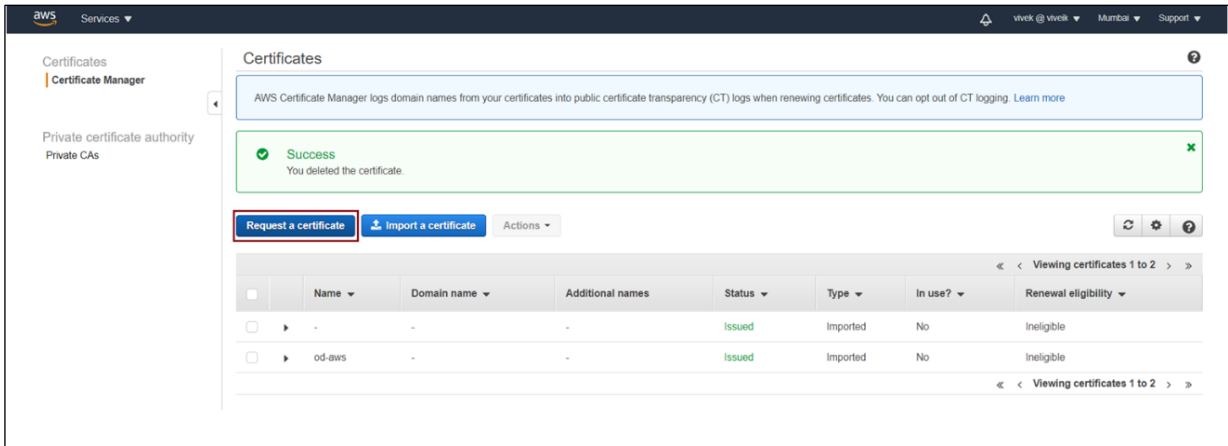 aws Services vivek @ viveik Mumbai Support
Certificates
Certificate Manager
Private certificate authority
Private CAs
Certificates
AWS Certificate Manager logs domain names from your certificates into public certificate transparency (CT) logs when renewing certificates. You can opt out of CT logging. Learn more
Success
You deleted the certificate.
Request a certificate Import a certificate Actions
« < Viewing certificates 1 to 2 > »
Name Domain name Additional names Status Type In use? Renewal eligibility
- - - Issued Imported No Ineligible
od-aws - - Issued Imported No Ineligible
« < Viewing certificates 1 to 2 > »